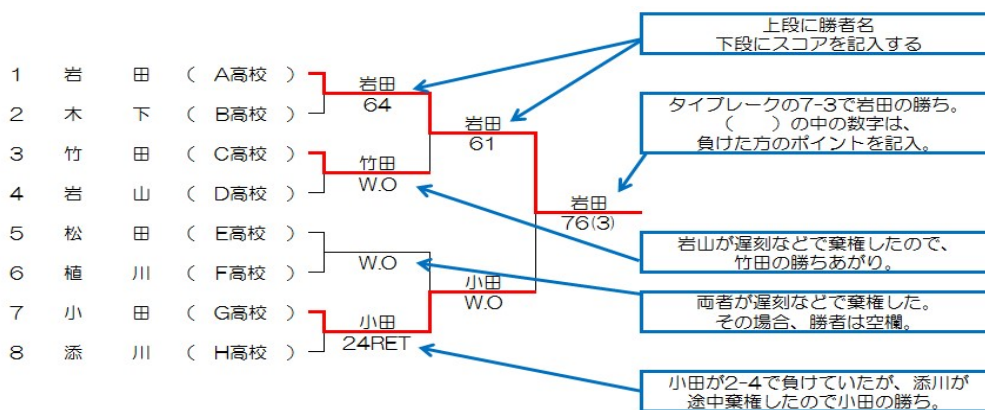 上段に勝者名
下段にスコアを記入する
1 岩 田 ( A高校 )
2 木 下 ( B高校 )
3 竹 田 ( C高校 )
4 岩 山 ( D高校 )
5 松 田 ( E高校 )
6 植 川 ( F高校 )
7 小 田 ( G高校 )
8 添 川 ( H高校 )
岩田
64
竹田
W.O
W.O
小田
24RET
岩田
61
小田
W.O
岩田
76(3)
タイブレークの7-3で岩田の勝ち。
( )の中の数字は、
負けた方のポイントを記入。
岩山が遅刻などで棄権したので、
竹田の勝ちあがり。
両者が遅刻などで棄権した。
その場合、勝者は空欄。
小田が2-4で負けていたが、添川が
途中棄権したので小田の勝ち。